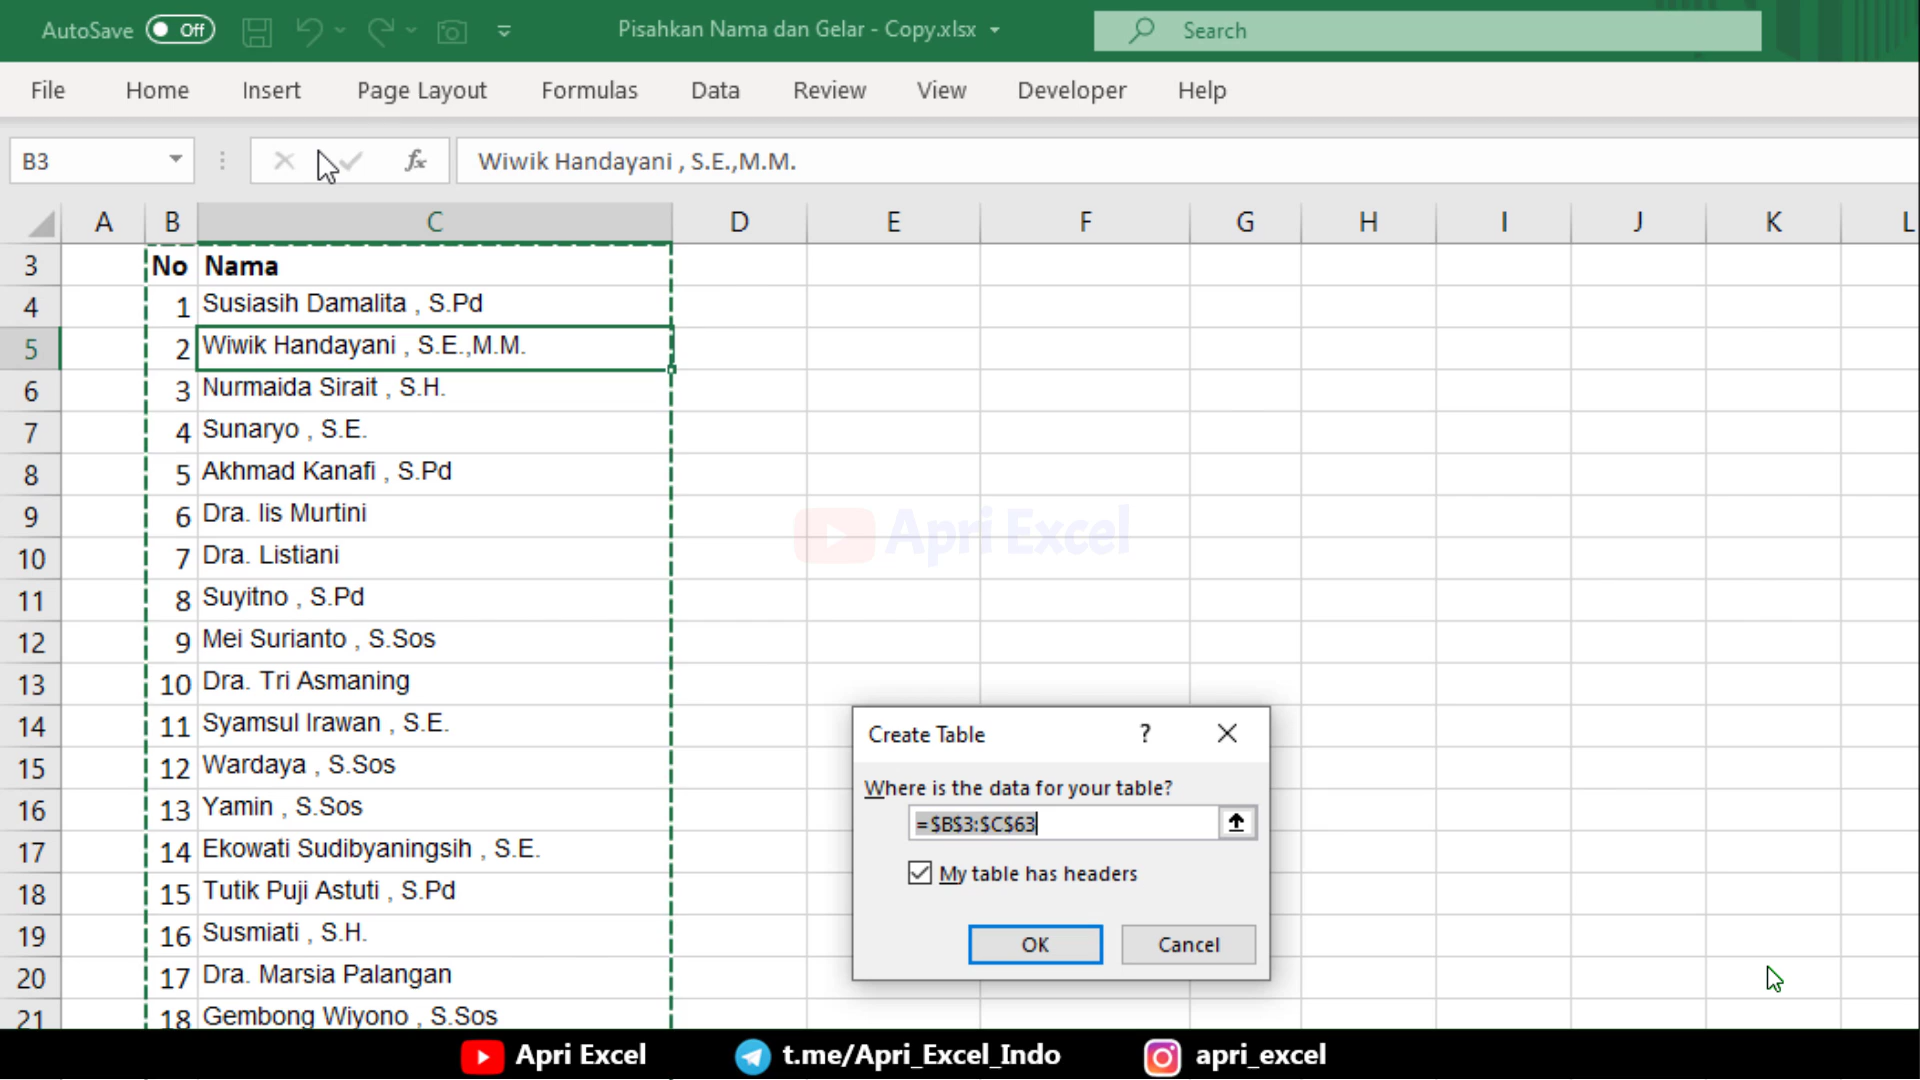 AutoSave Off Pisahkan Nama dan Gelar - Copy.xlsx Search
File Home Insert Page Layout Formulas Data Review View Developer Help
B3 fx Wiwik Handayani , S.E.,M.M.
A B C D E F G H I J K L
3 No Nama
4 1 Susiasih Damalita , S.Pd
5 2 Wiwik Handayani , S.E.,M.M.
6 3 Nurmaida Sirait , S.H.
7 4 Sunaryo , S.E.
8 5 Akhmad Kanafi , S.Pd
9 6 Dra. Iis Murtini
10 7 Dra. Listiani
11 8 Suyitno , S.Pd
12 9 Mei Surianto , S.Sos
13 10 Dra. Tri Asmaning
14 11 Syamsul Irawan , S.E.
15 12 Wardaya , S.Sos
16 13 Yamin , S.Sos
17 14 Ekowati Sudibyaningsih , S.E.
18 15 Tutik Puji Astuti , S.Pd
19 16 Susmiati , S.H.
20 17 Dra. Marsia Palangan
21 18 Gembong Wiyono , S.Sos
Apri Excel
Create Table ?
Where is the data for your table?
=$B$3:$C$63
My table has headers
OK Cancel
Apri Excel t.me/Apri_Excel_Indo apri_excel